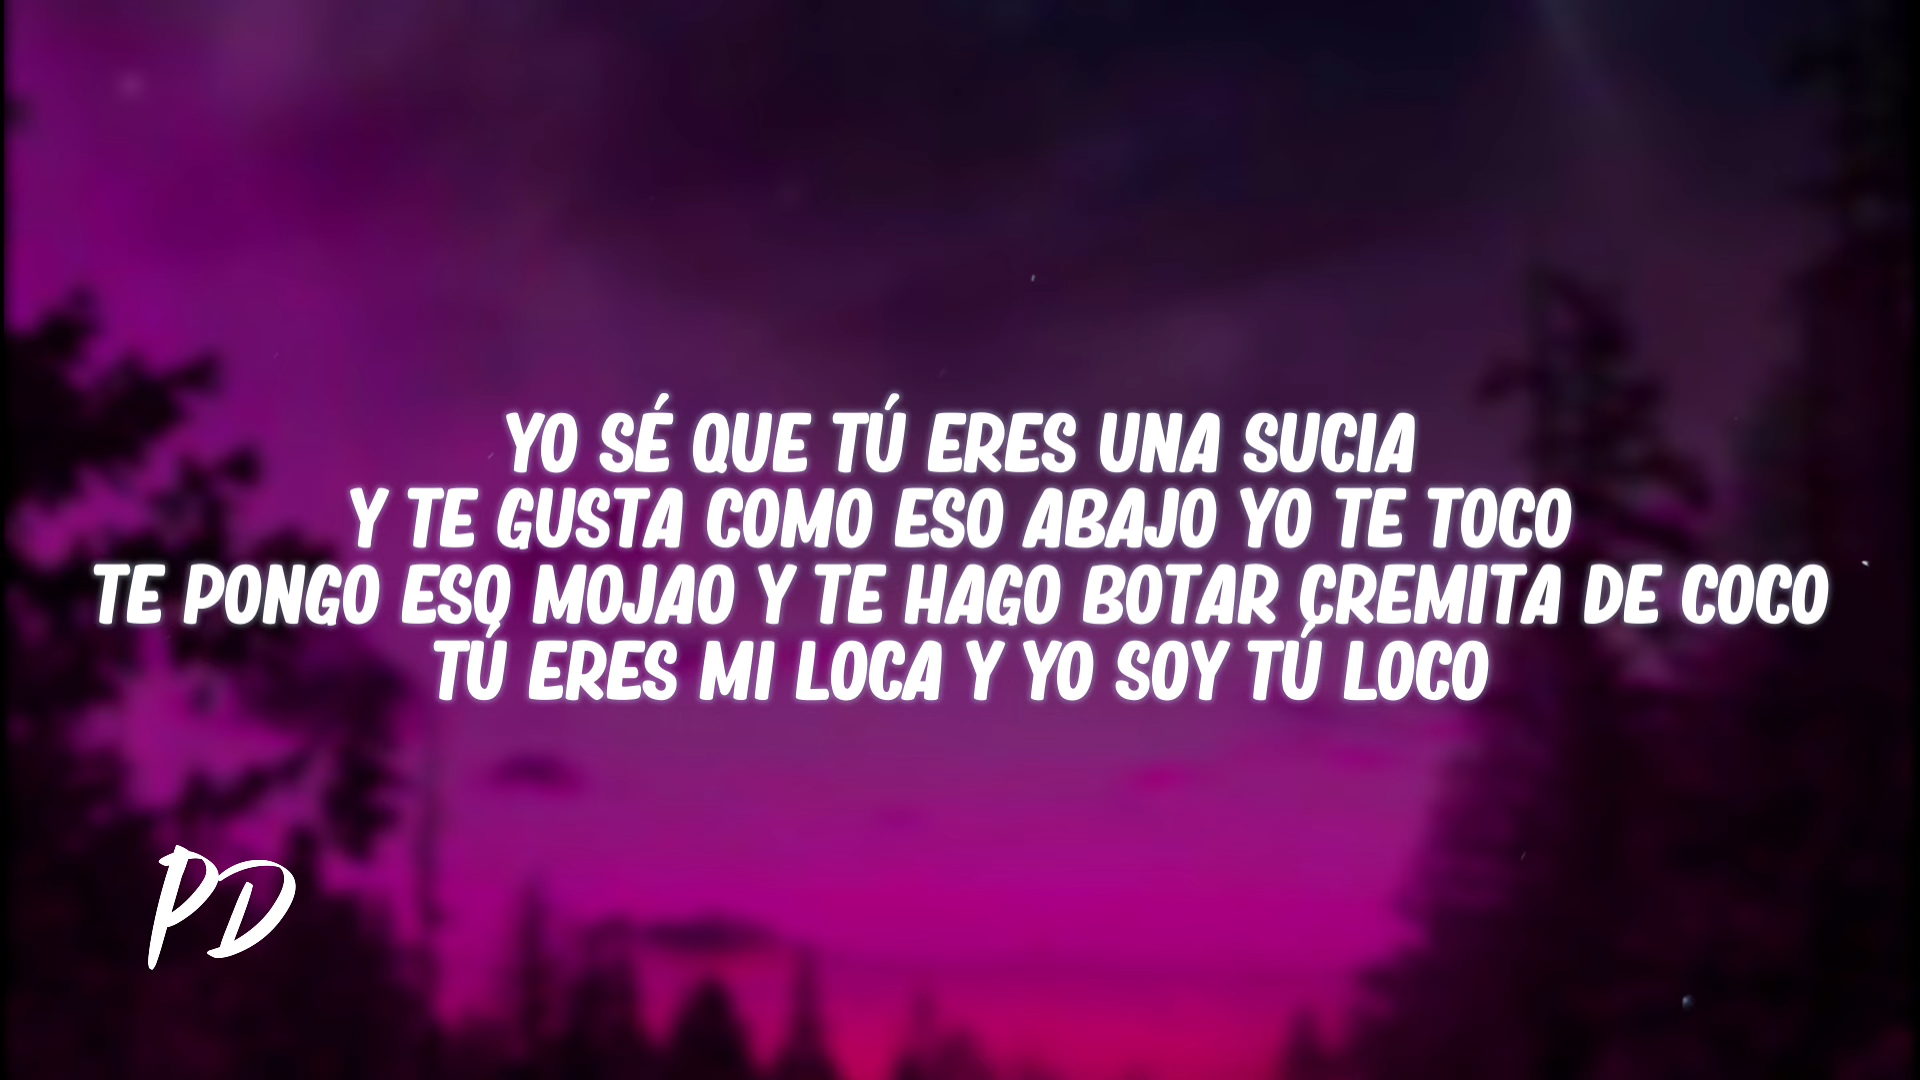 YO SÉ QUE TÚ ERES UNA SUCIA
Y TE GUSTA COMO ESO ABAJO YO TE TOCO
TE PONGO ESO MOJAO Y TE HAGO BOTAR CREMITA DE COCO
TÚ ERES MI LOCA Y YO SOY TÚ LOCO
PD